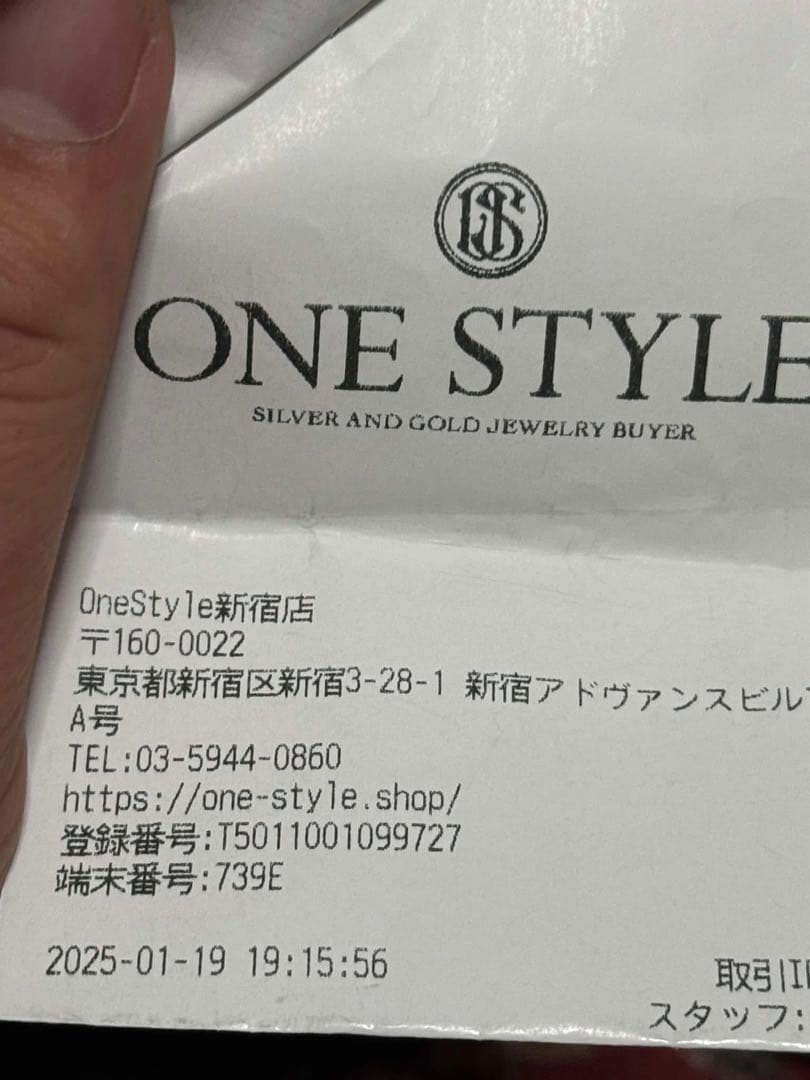 ONE STYLE
SILVER AND GOLD JEWELRY BUYER
OneStyle新宿店
〒160-0022
東京都新宿区新宿3-28-1 新宿アドヴァンスビル
A号
TEL:03-5944-0860
https://one-style.shop/
登録番号:T5011001099727
端末番号:739E
2025-01-19 19:15:56
取引I
スタッフ: